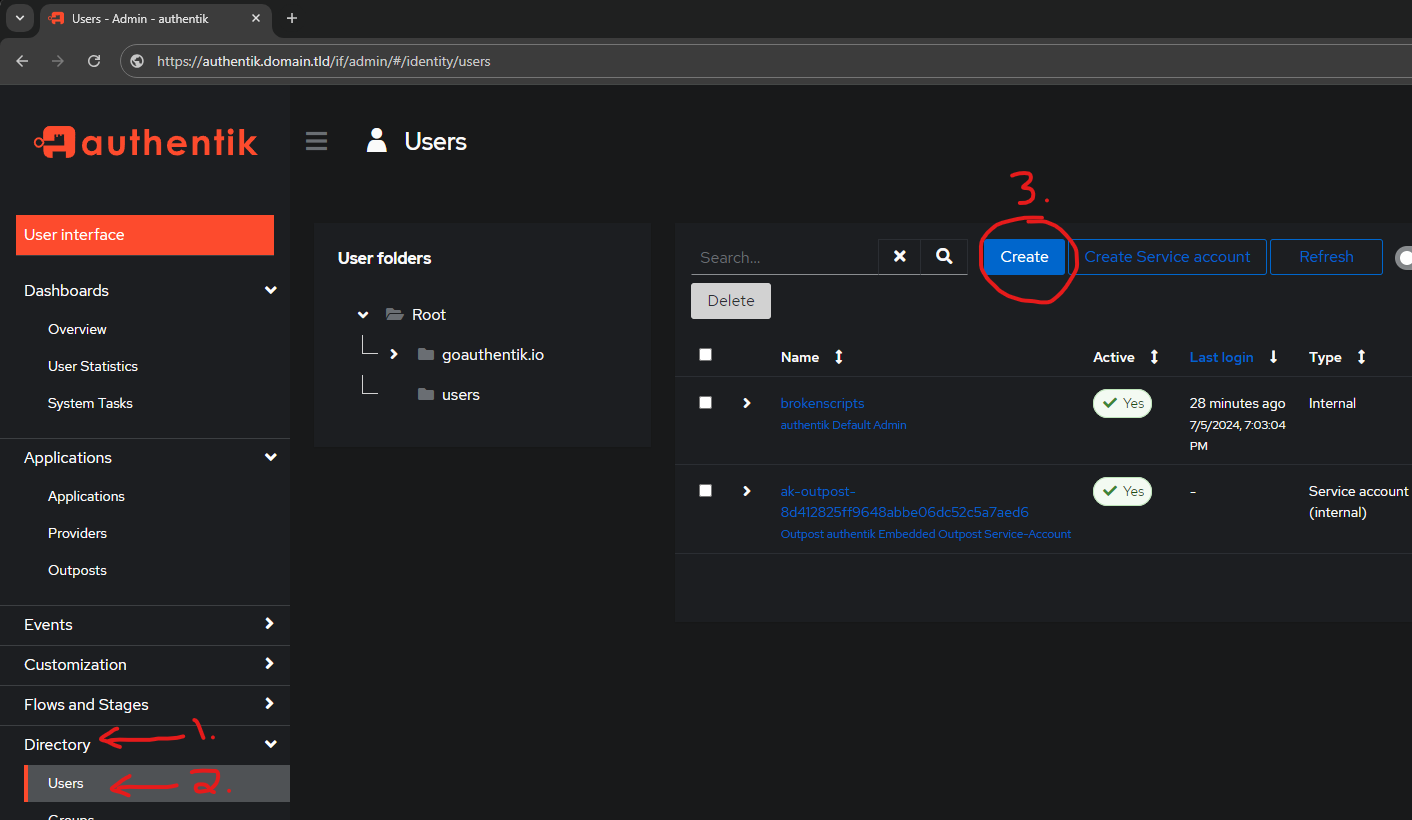 Users - Admin - authentik
https://authentik.domain.tld/if/admin/#/identity/users
authentik
Users
User interface
Dashboards
Overview
User Statistics
System Tasks
Applications
Applications
Providers
Outposts
Events
Customization
Flows and Stages
Directory
1.
Users
2.
Groups
User folders
Root
goauthentik.io
users
3.
Search...
Create
Create Service account
Refresh
Delete
Name Active Last login Type
brokenscripts Yes 28 minutes ago Internal
authentik Default Admin 7/5/2024, 7:03:04
PM
ak-outpost- Yes - Service account
8d412825ff9648abbe06dc52c5a7aed6 (internal)
Outpost authentik Embedded Outpost Service-Account